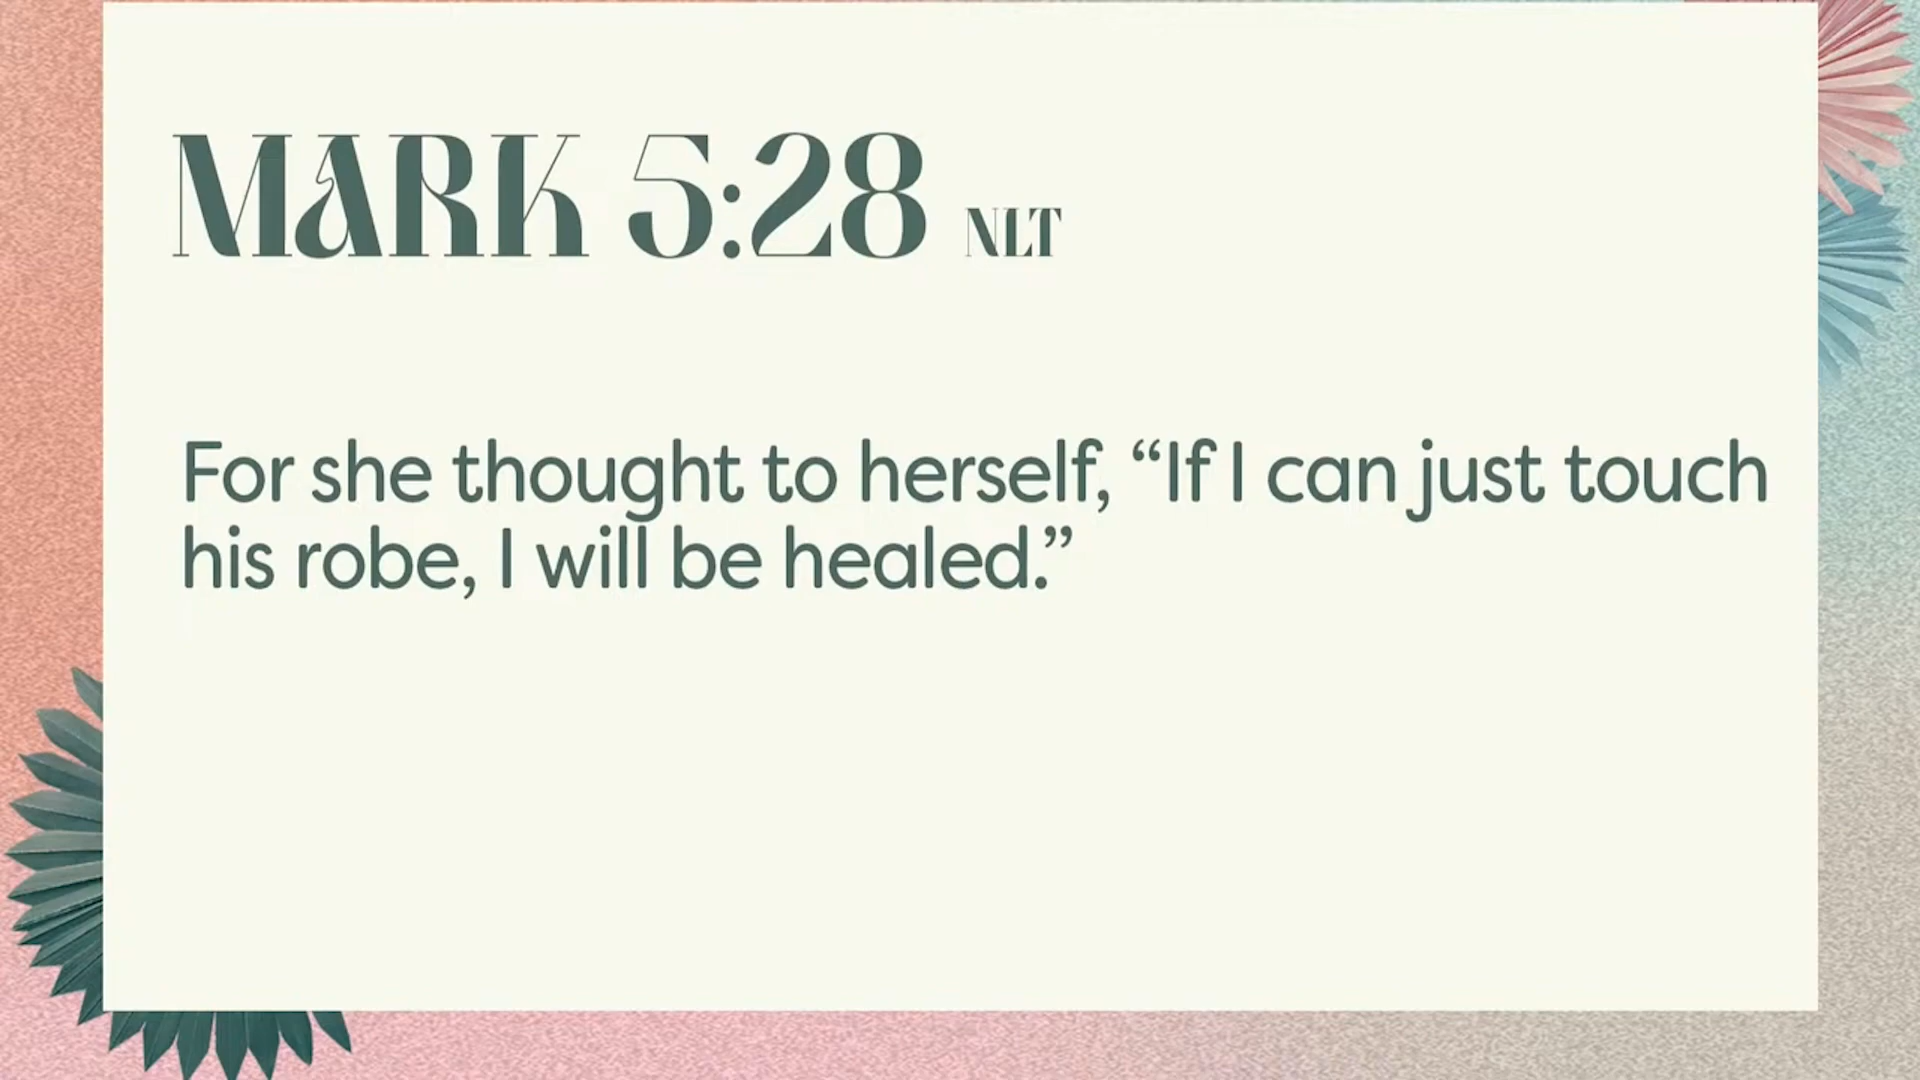 MARK 5:28 NLT
For she thought to herself, “If I can just touch
his robe, I will be healed.”